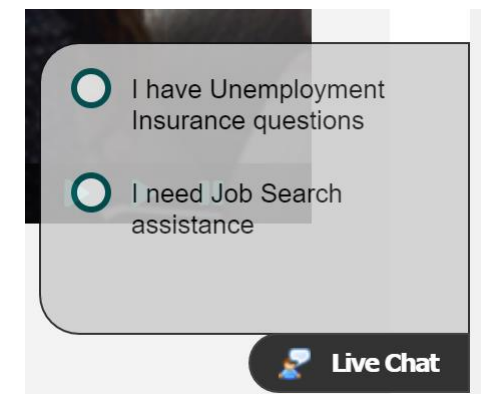 I have Unemployment
Insurance questions
I need Job Search
assistance
Live Chat